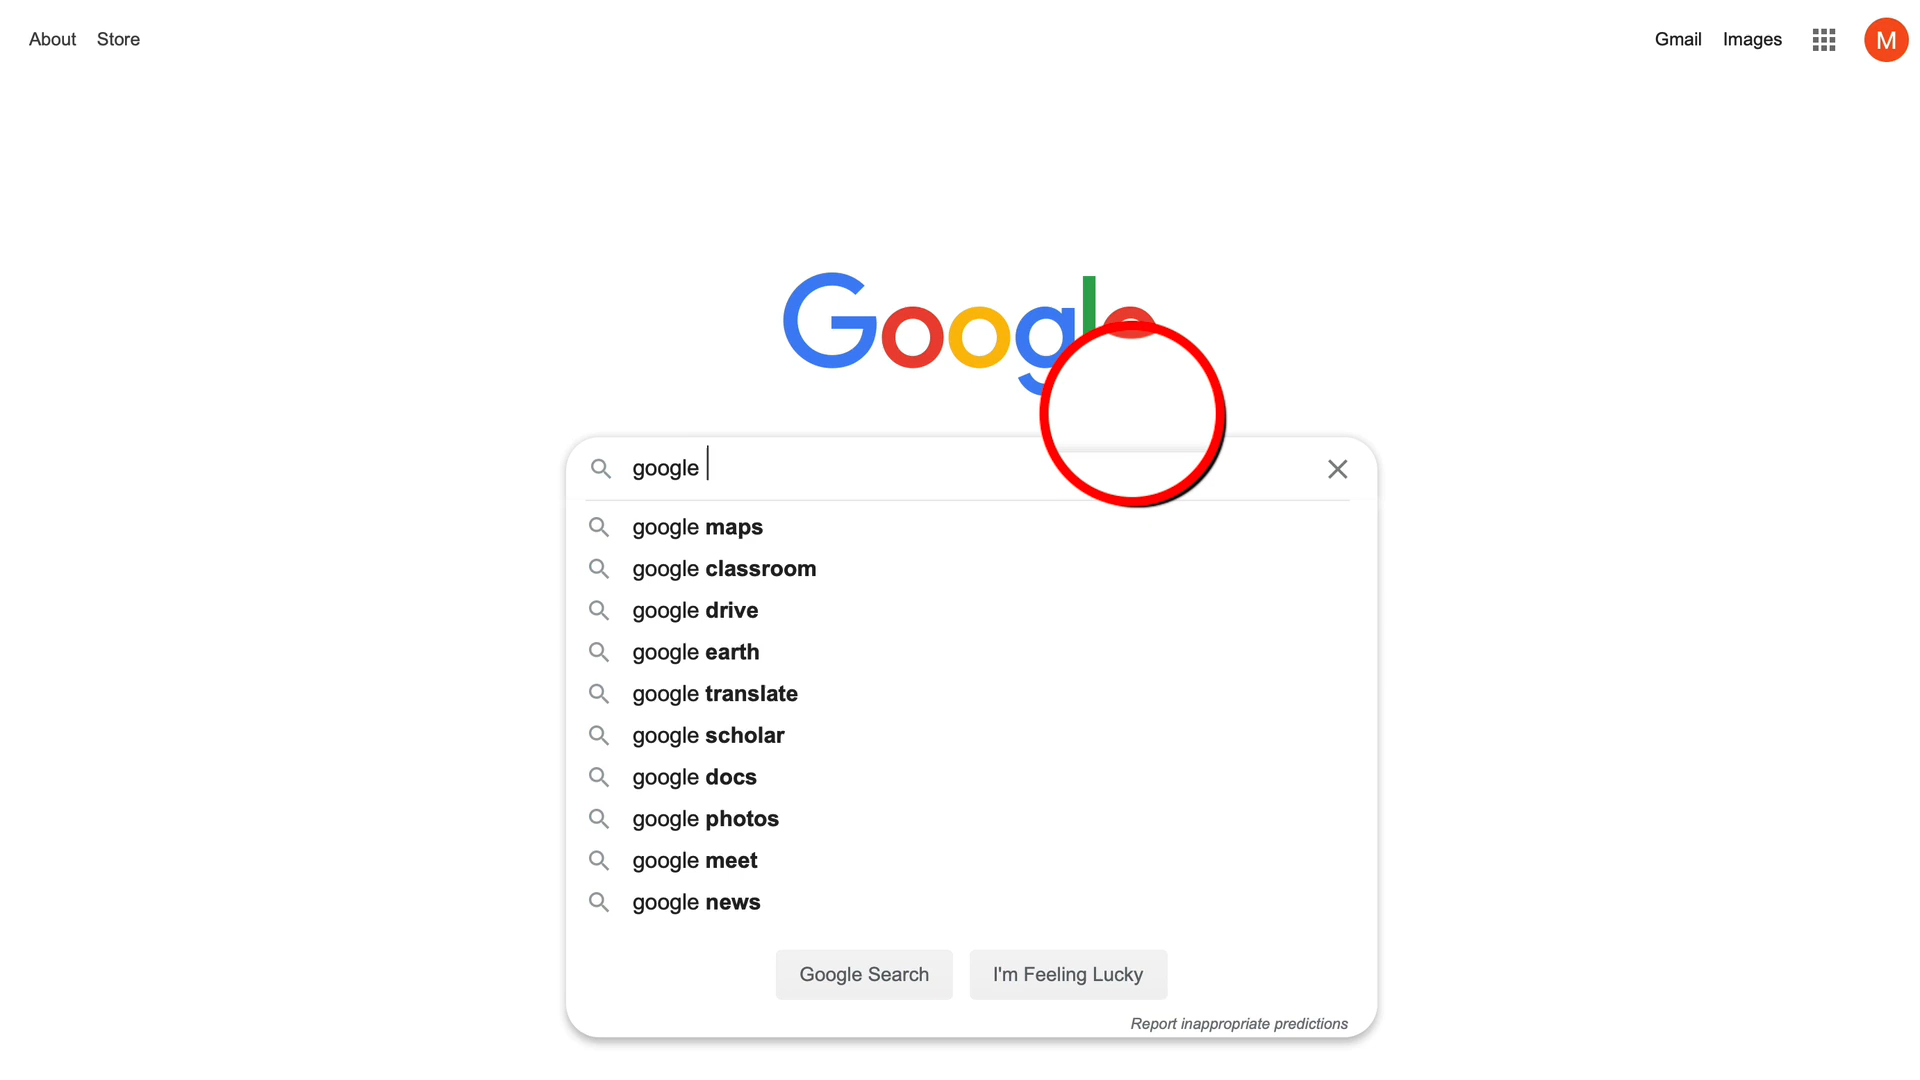 About Store
Gmail Images M
Google
google
google maps
google classroom
google drive
google earth
google translate
google scholar
google docs
google photos
google meet
google news
Google Search I'm Feeling Lucky
Report inappropriate predictions